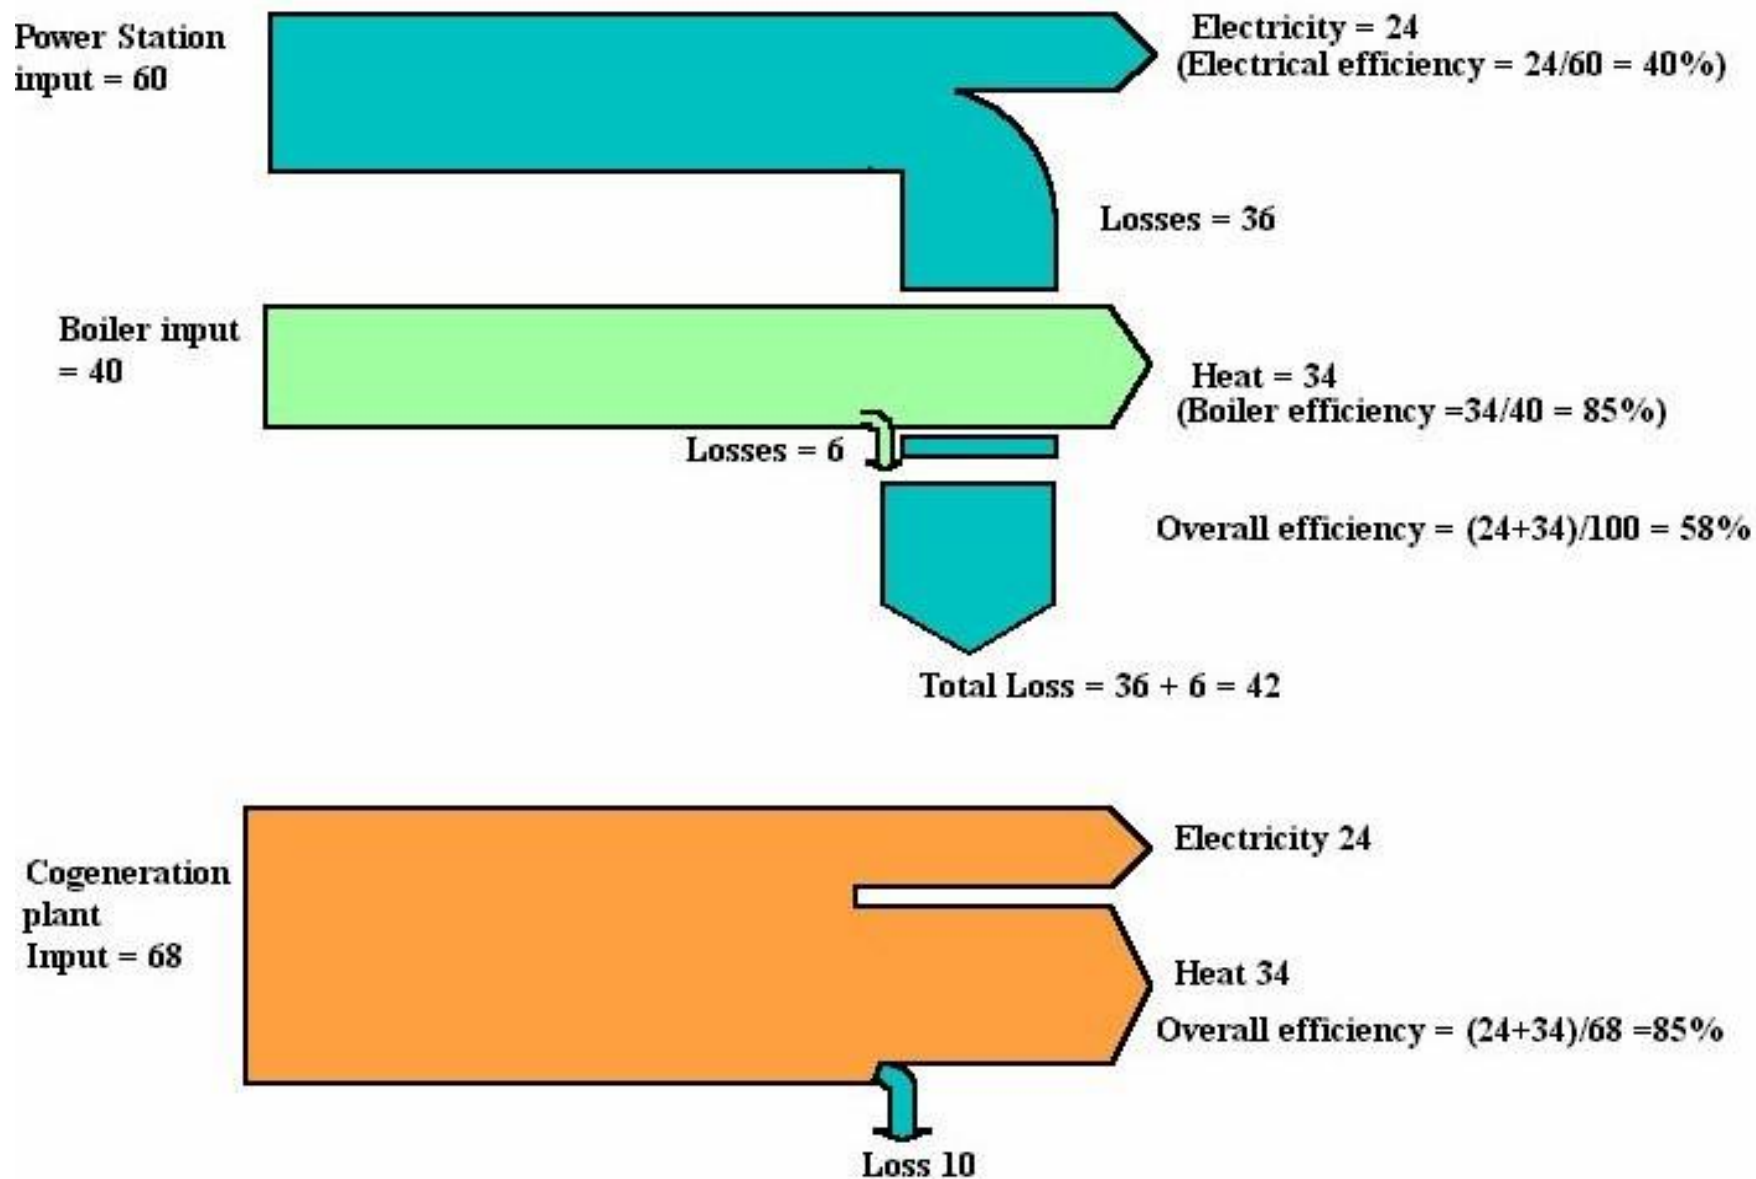 Power Station
input = 60
Electricity = 24
(Electrical efficiency = 24/60 = 40%)
Losses = 36
Boiler input
= 40
Heat = 34
(Boiler efficiency =34/40 = 85%)
Losses = 6
Overall efficiency = (24+34)/100 = 58%
Total Loss = 36 + 6 = 42
Cogeneration
plant
Input = 68
Electricity 24
Heat 34
Overall efficiency = (24+34)/68 =85%
Loss 10